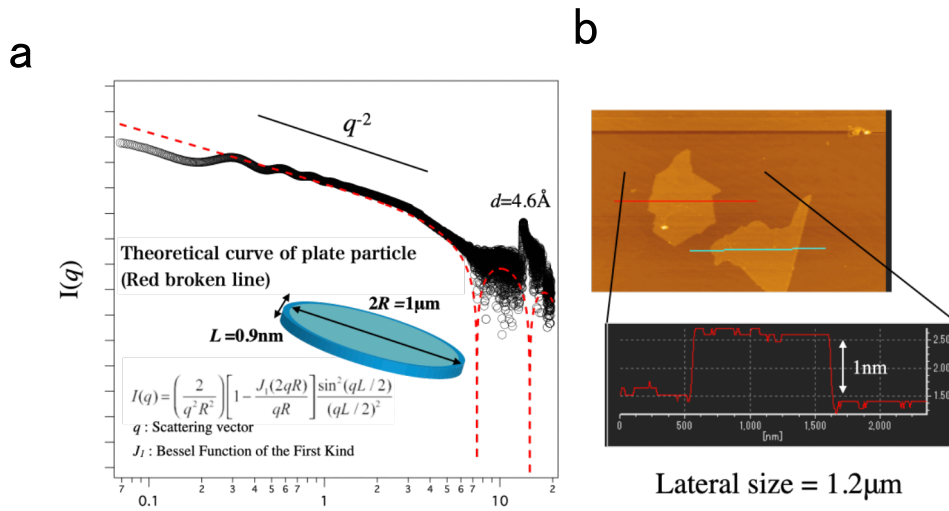 a
b
I(q)
q⁻²
d=4.6Å
Theoretical curve of plate particle
(Red broken line)
2R =1μm
L =0.9nm
I(q) = (2/q²R²)[1 − J₁(2qR)/qR] sin²(qL/2)/(qL/2)²
q : Scattering vector
J₁ : Bessel Function of the First Kind
7 0.1 2 3 4 5 6 7 1 2 3 4 5 6 7 10 2
2.50
2.00
1.50
1nm
0 500 1,000 1,500 2,000
[nm]
Lateral size = 1.2μm